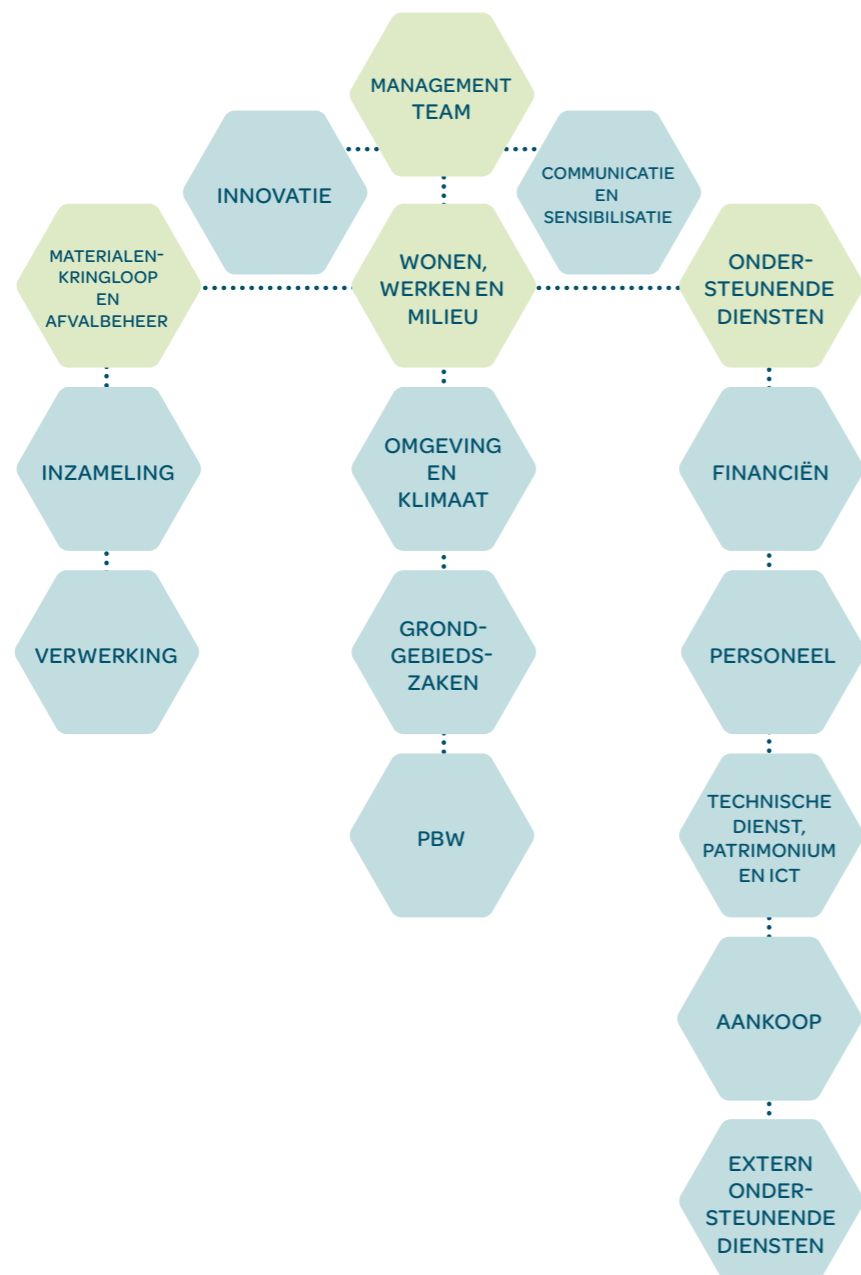 MANAGEMENT
TEAM
INNOVATIE
COMMUNICATIE
EN
SENSIBILISATIE
MATERIALEN-
KRINGLOOP
EN
AFVALBEHEER
WONEN,
WERKEN EN
MILIEU
ONDER-
STEUNENDE
DIENSTEN
INZAMELING
OMGEVING
EN
KLIMAAT
FINANCIËN
VERWERKING
GROND-
GEBIEDS-
ZAKEN
PERSONEEL
PBW
TECHNISCHE
DIENST,
PATRIMONIUM
EN ICT
AANKOOP
EXTERN
ONDER-
STEUNENDE
DIENSTEN